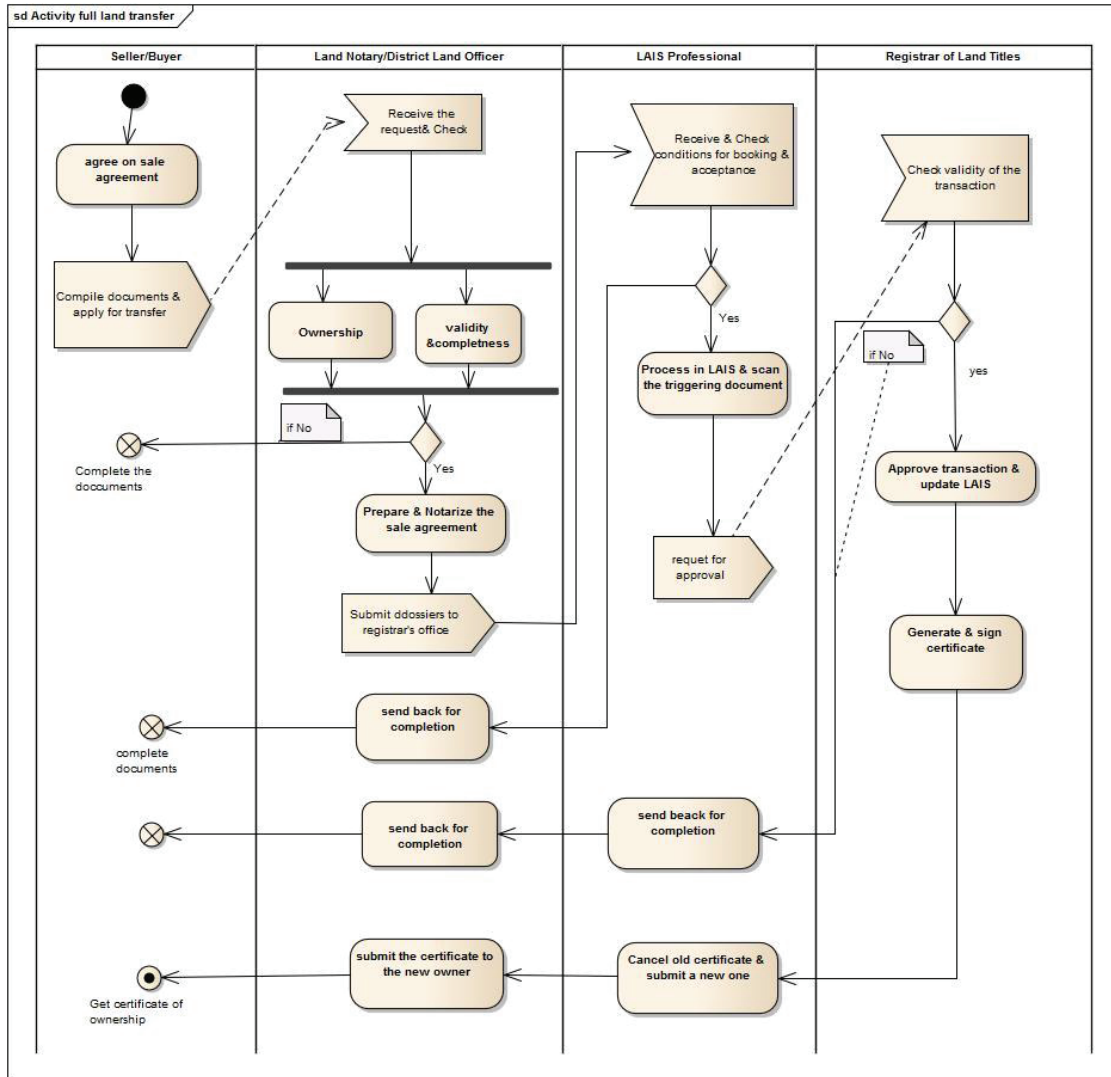 sd Activity full land transfer
Seller/Buyer
Land Notary/District Land Officer
LAIS Professional
Registrar of Land Titles
agree on sale
agreement
Compile documents &
apply for transfer
Receive the
request& Check
Ownership
validity
&completness
if No
Yes
Complete the
doccuments
Prepare & Notarize the
sale agreement
Submit ddossiers to
registrar's office
Receive & Check
conditions for booking &
acceptance
Yes
Process in LAIS & scan
the triggering document
requet for
approval
Check validity of the
transaction
if No
yes
Approve transaction &
update LAIS
Generate & sign
certificate
send back for
completion
complete
documents
send beack for
completion
send back for
completion
Cancel old certificate &
submit a new one
submit the certificate to
the new owner
Get certificate of
ownership